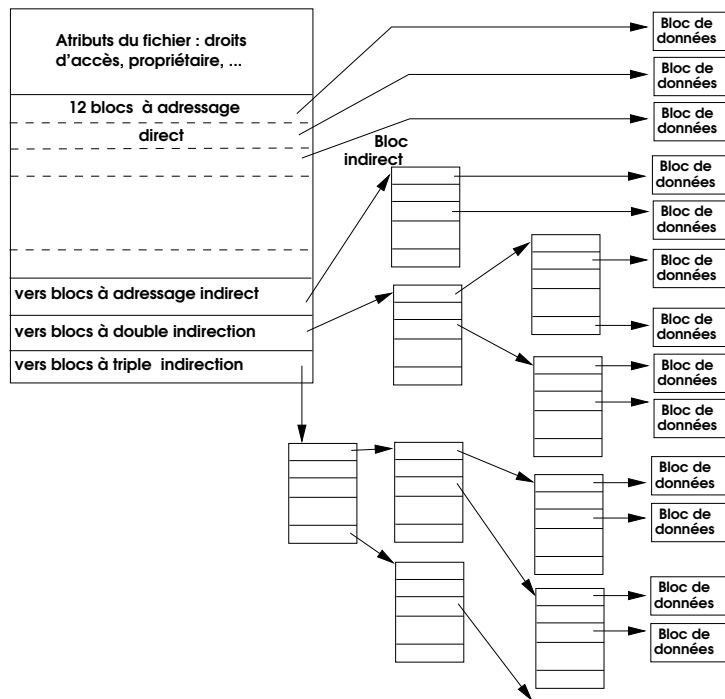 Atributs du fichier : droits
d'accès, propriétaire, ...
12 blocs à adressage
direct
vers blocs à adressage indirect
vers blocs à double indirection
vers blocs à triple indirection
Bloc
indirect
Bloc de
données
Bloc de
données
Bloc de
données
Bloc de
données
Bloc de
données
Bloc de
données
Bloc de
données
Bloc de
données
Bloc de
données
Bloc de
données
Bloc de
données
Bloc de
données
Bloc de
données